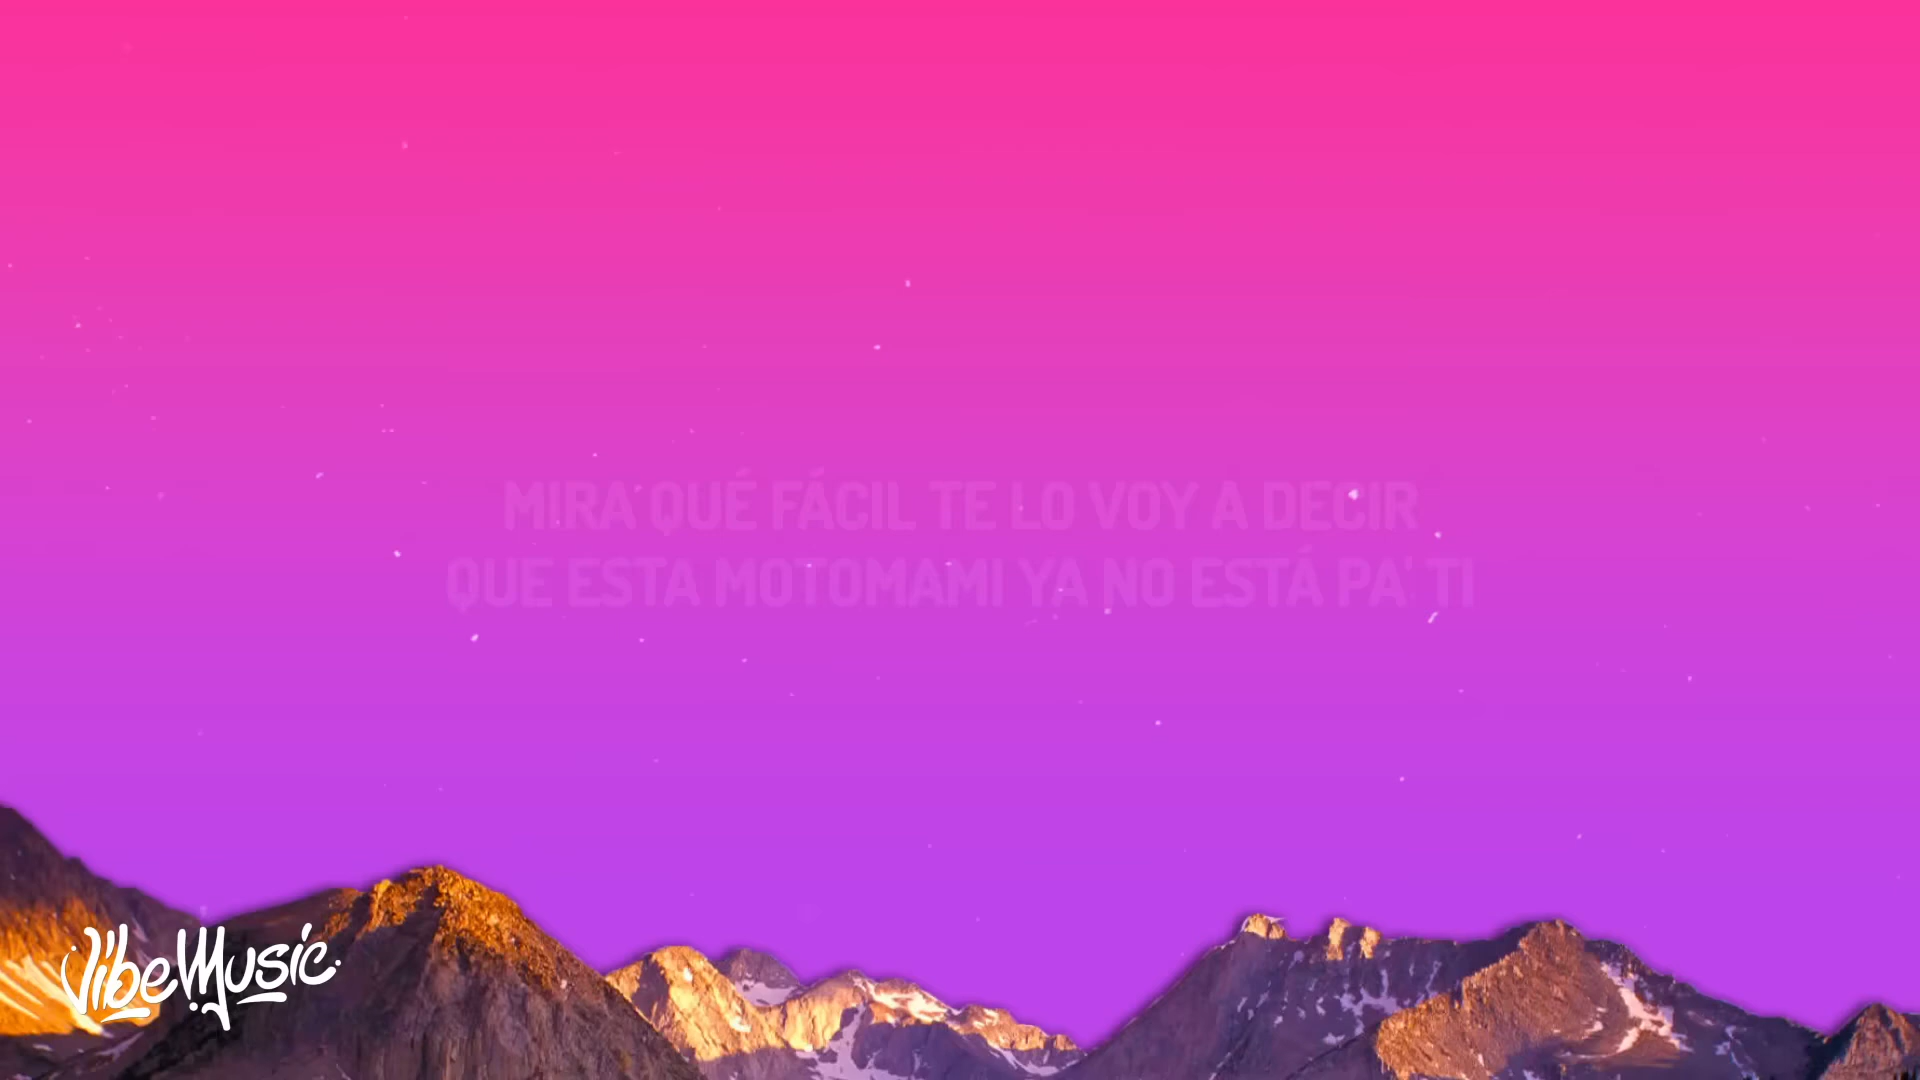 MIRA QUÉ FÁCIL TE LO VOY A DECIR
QUE ESTA MOTOMAMI YA NO ESTÁ PA' TI
VibeMusic